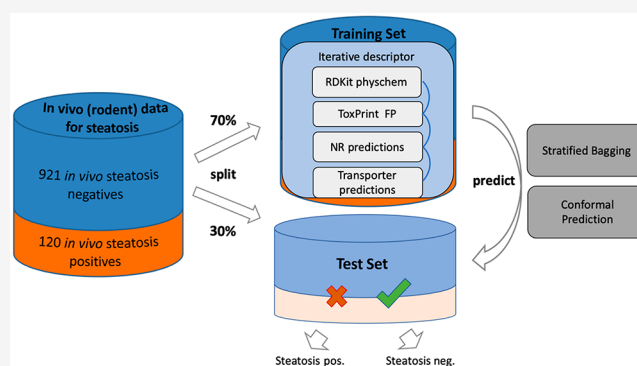 In vivo (rodent) data
for steatosis
921 in vivo steatosis
negatives
120 in vivo steatosis
positives
70%
split
30%
Training Set
Iterative descriptor
RDKit physchem
ToxPrint FP
NR predictions
Transporter
predictions
predict
Stratified Bagging
Conformal
Prediction
Test Set
Steatosis pos.
Steatosis neg.